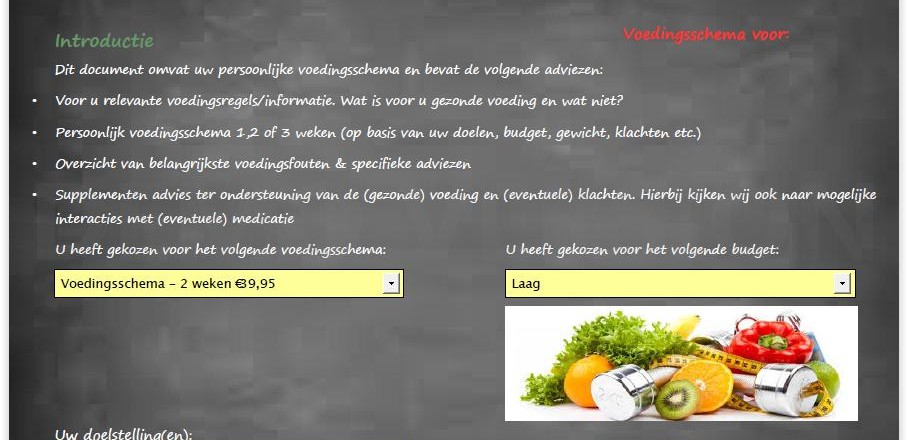 Introductie
Voedingsschema voor:
Dit document omvat uw persoonlijke voedingsschema en bevat de volgende adviezen:
• Voor u relevante voedingsregels/informatie. Wat is voor u gezonde voeding en wat niet?
• Persoonlijk voedingsschema 1,2 of 3 weken (op basis van uw doelen, budget, gewicht, klachten etc.)
• Overzicht van belangrijkste voedingsfouten & specifieke adviezen
• Supplementen advies ter ondersteuning van de (gezonde) voeding en (eventuele) klachten. Hierbij kijken wij ook naar mogelijke
interacties met (eventuele) medicatie
U heeft gekozen voor het volgende voedingsschema:
Voedingsschema - 2 weken €39,95
U heeft gekozen voor het volgende budget:
Laag
Uw doelstelling(en):